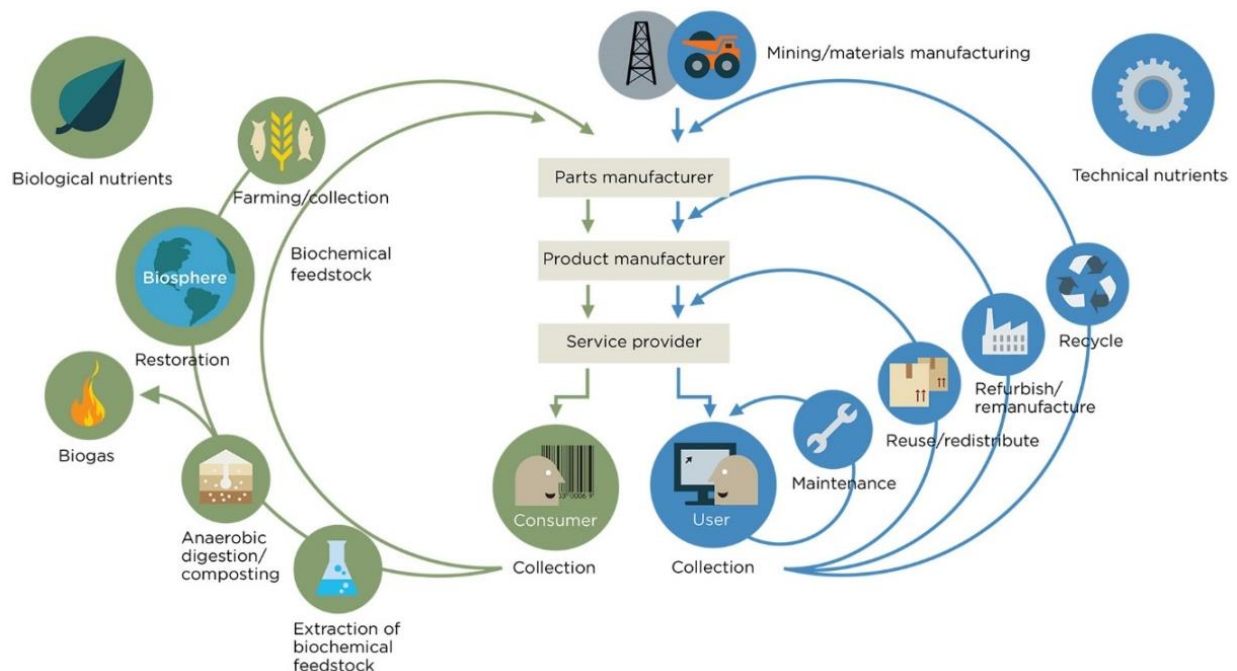 Mining/materials manufacturing
Biological nutrients
Technical nutrients
Farming/collection
Parts manufacturer
Biochemical
feedstock
Product manufacturer
Biosphere
Restoration
Service provider
Recycle
Refurbish/
remanufacture
Reuse/redistribute
Biogas
Maintenance
Consumer
User
Collection
Collection
Anaerobic
digestion/
composting
Extraction of
biochemical
feedstock